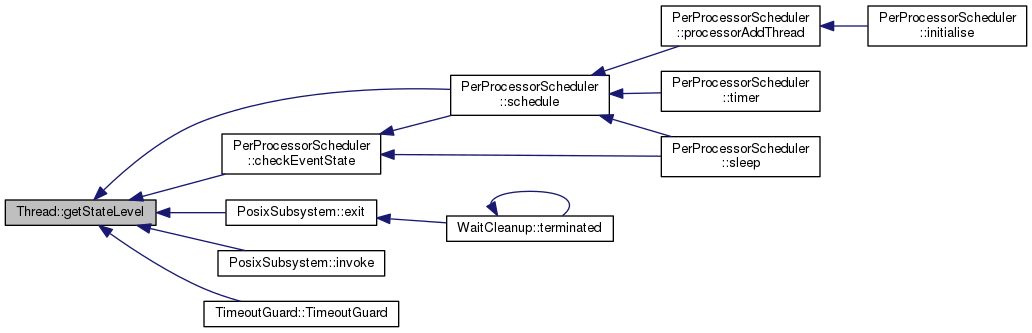 PerProcessorScheduler
::processorAddThread
PerProcessorScheduler
::initialise
PerProcessorScheduler
::schedule
PerProcessorScheduler
::timer
PerProcessorScheduler
::checkEventState
PerProcessorScheduler
::sleep
Thread::getStateLevel
PosixSubsystem::exit
WaitCleanup::terminated
PosixSubsystem::invoke
TimeoutGuard::TimeoutGuard